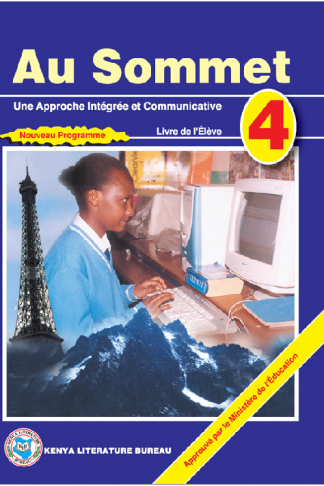 Au Sommet
Une Approche Intégrée et Communicative
Nouveau Programme
Livre de l'Élève
4
Approuvé par le Ministère de l'Éducation
KENYA LITERATURE BUREAU